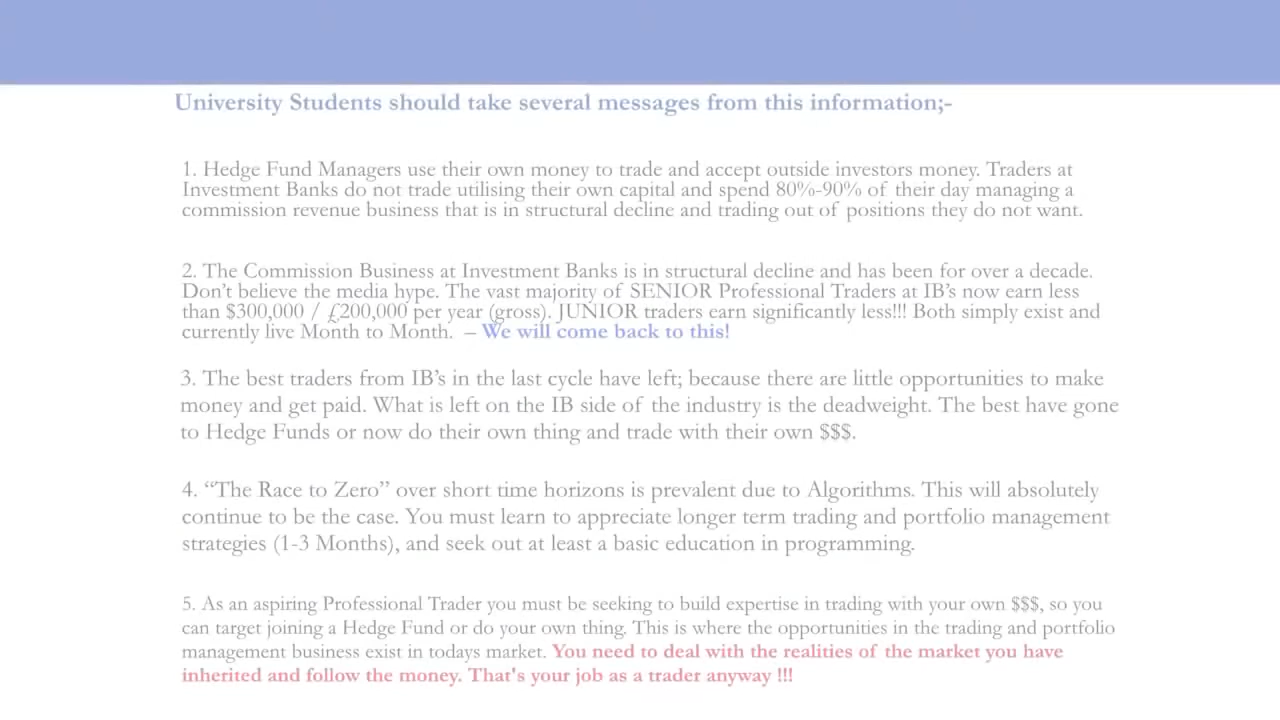 University Students should take several messages from this information;-
1. Hedge Fund Managers use their own money to trade and accept outside investors money. Traders at
Investment Banks do not trade utilising their own capital and spend 80%-90% of their day managing a
commission revenue business that is in structural decline and trading out of positions they do not want.
2. The Commission Business at Investment Banks is in structural decline and has been for over a decade.
Don't believe the media hype. The vast majority of SENIOR Professional Traders at IB's now earn less
than $300,000 / £200,000 per year (gross). JUNIOR traders earn significantly less!!! Both simply exist and
currently live Month to Month. – We will come back to this!
3. The best traders from IB's in the last cycle have left; because there are little opportunities to make
money and get paid. What is left on the IB side of the industry is the deadweight. The best have gone
to Hedge Funds or now do their own thing and trade with their own $$$.
4. “The Race to Zero” over short time horizons is prevalent due to Algorithms. This will absolutely
continue to be the case. You must learn to appreciate longer term trading and portfolio management
strategies (1-3 Months), and seek out at least a basic education in programming.
5. As an aspiring Professional Trader you must be seeking to build expertise in trading with your own $$$, so you
can target joining a Hedge Fund or do your own thing. This is where the opportunities in the trading and portfolio
management business exist in todays market. You need to deal with the realities of the market you have
inherited and follow the money. That's your job as a trader anyway !!!